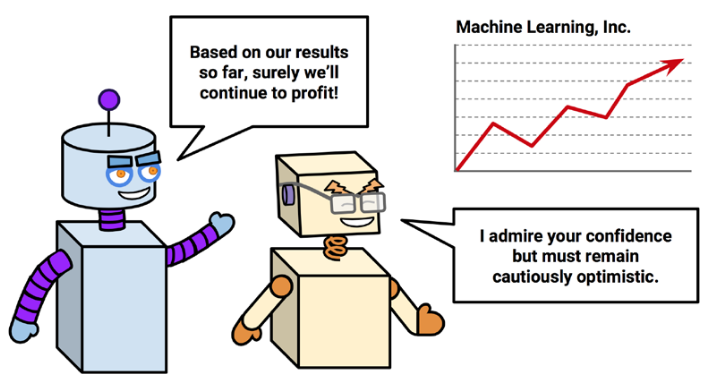 Based on our results
so far, surely we'll
continue to profit!
Machine Learning, Inc.
I admire your confidence
but must remain
cautiously optimistic.